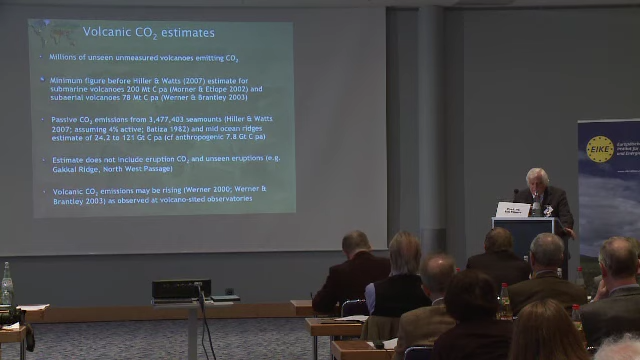 Volcanic CO₂ estimates
Millions of unseen unmeasured volcanoes emitting CO₂
Minimum figure before Hiller & Watts (2007) estimate for
submarine volcanoes 200 Mt C pa (Morner & Etiope 2002) and
subaerial volcanoes 78 Mt C pa (Werner & Brantley 2003)
Passive CO₂ emissions from 3,477,403 seamounts (Hiller & Watts
2007; assuming 4% active; Batiza 1982) and mid ocean ridges
estimate of 24.2 to 121 Gt C pa (cf anthropogenic 7.8 Gt C pa)
Estimate does not include eruption CO₂ and unseen eruptions (e.g.
Gakkal Ridge, North West Passage)
Volcanic CO₂ emissions may be rising (Werner 2000; Werner &
Brantley 2003) as observed at volcano-sited observatories
EIKE